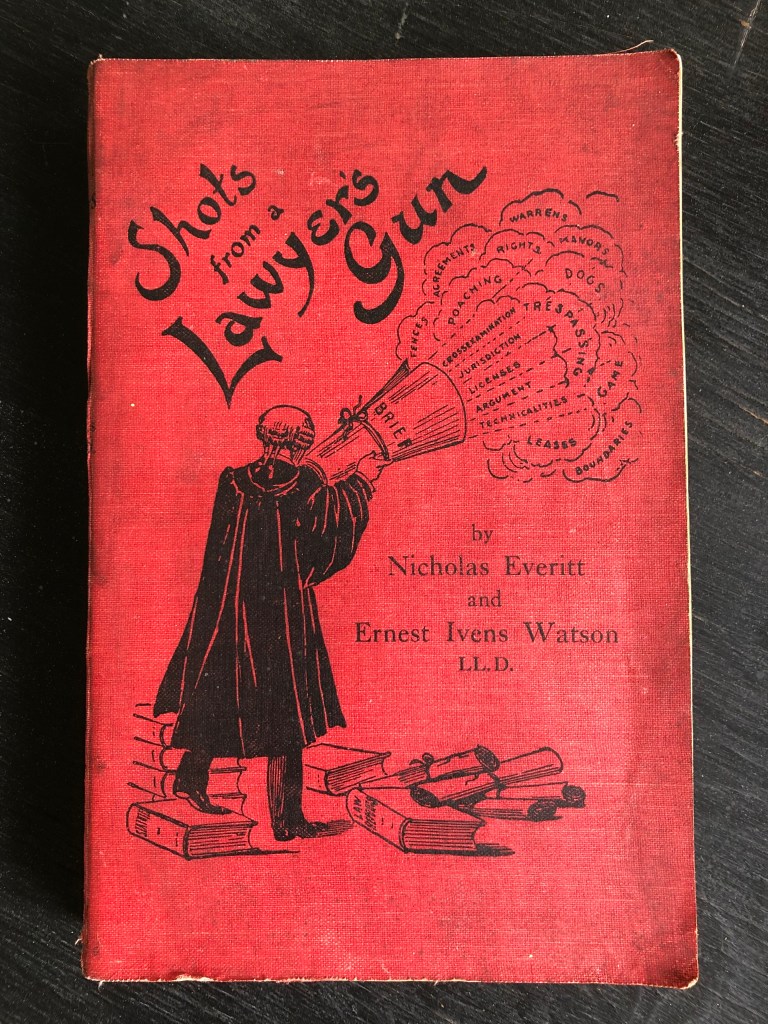 Shots
from a
Lawyer's
Gun
WARRENS
AGREEMENTS
RIGHTS
MANORS
FENCES
POACHING
DOGS
TRESPASSING
CROSSEXAMINATION
JURISDICTION
LICENSES
ARGUMENT
TECHNICALITIES
GAME
LEASES
BOUNDARIES
BRIEF
by
Nicholas Everitt
and
Ernest Ivens Watson
LL.D.
LAW